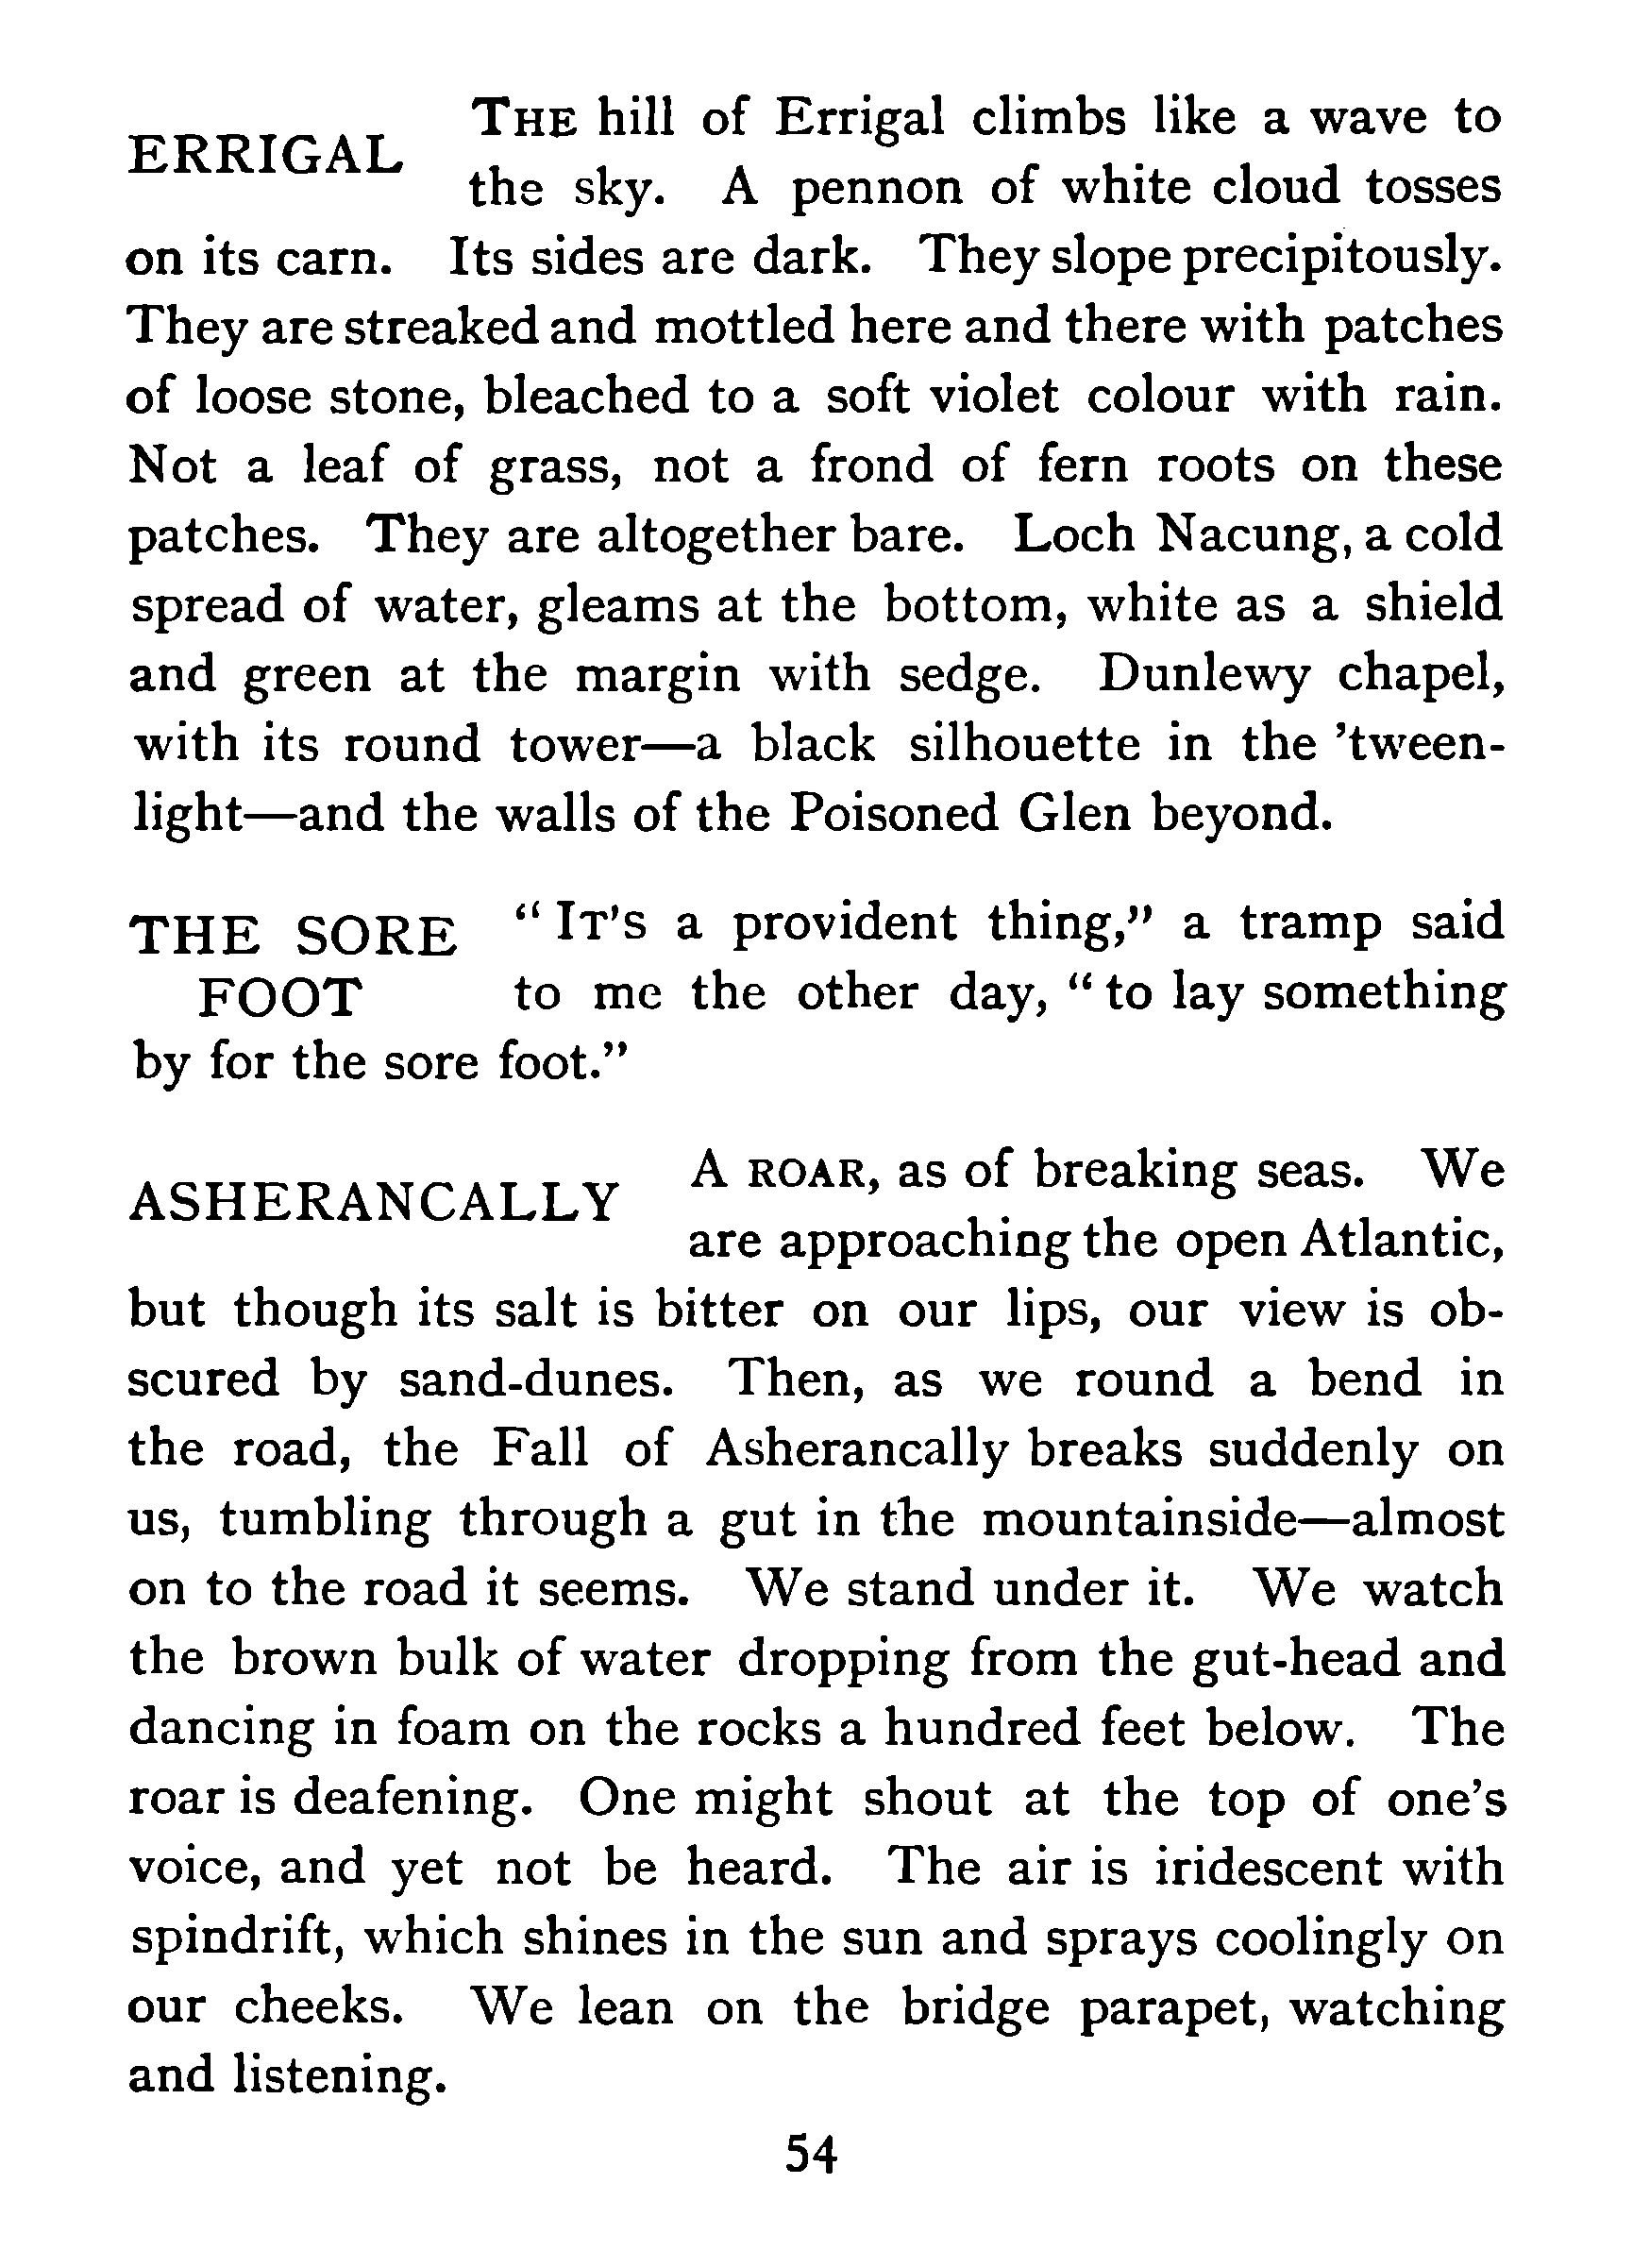 ERRIGAL
THE hill of Errigal climbs like a wave to
the sky. A pennon of white cloud tosses
on its carn. Its sides are dark. They slope precipitously.
They are streaked and mottled here and there with patches
of loose stone, bleached to a soft violet colour with rain.
Not a leaf of grass, not a frond of fern roots on these
patches. They are altogether bare. Loch Nacung, a cold
spread of water, gleams at the bottom, white as a shield
and green at the margin with sedge. Dunlewy chapel,
with its round tower—a black silhouette in the ’tween-
light—and the walls of the Poisoned Glen beyond.
THE SORE
FOOT
“ IT’S a provident thing,” a tramp said
to me the other day, “ to lay something
by for the sore foot.”
ASHERANCALLY
A ROAR, as of breaking seas. We
are approaching the open Atlantic,
but though its salt is bitter on our lips, our view is ob-
scured by sand-dunes. Then, as we round a bend in
the road, the Fall of Asherancally breaks suddenly on
us, tumbling through a gut in the mountainside—almost
on to the road it seems. We stand under it. We watch
the brown bulk of water dropping from the gut-head and
dancing in foam on the rocks a hundred feet below. The
roar is deafening. One might shout at the top of one’s
voice, and yet not be heard. The air is iridescent with
spindrift, which shines in the sun and sprays coolingly on
our cheeks. We lean on the bridge parapet, watching
and listening.
54